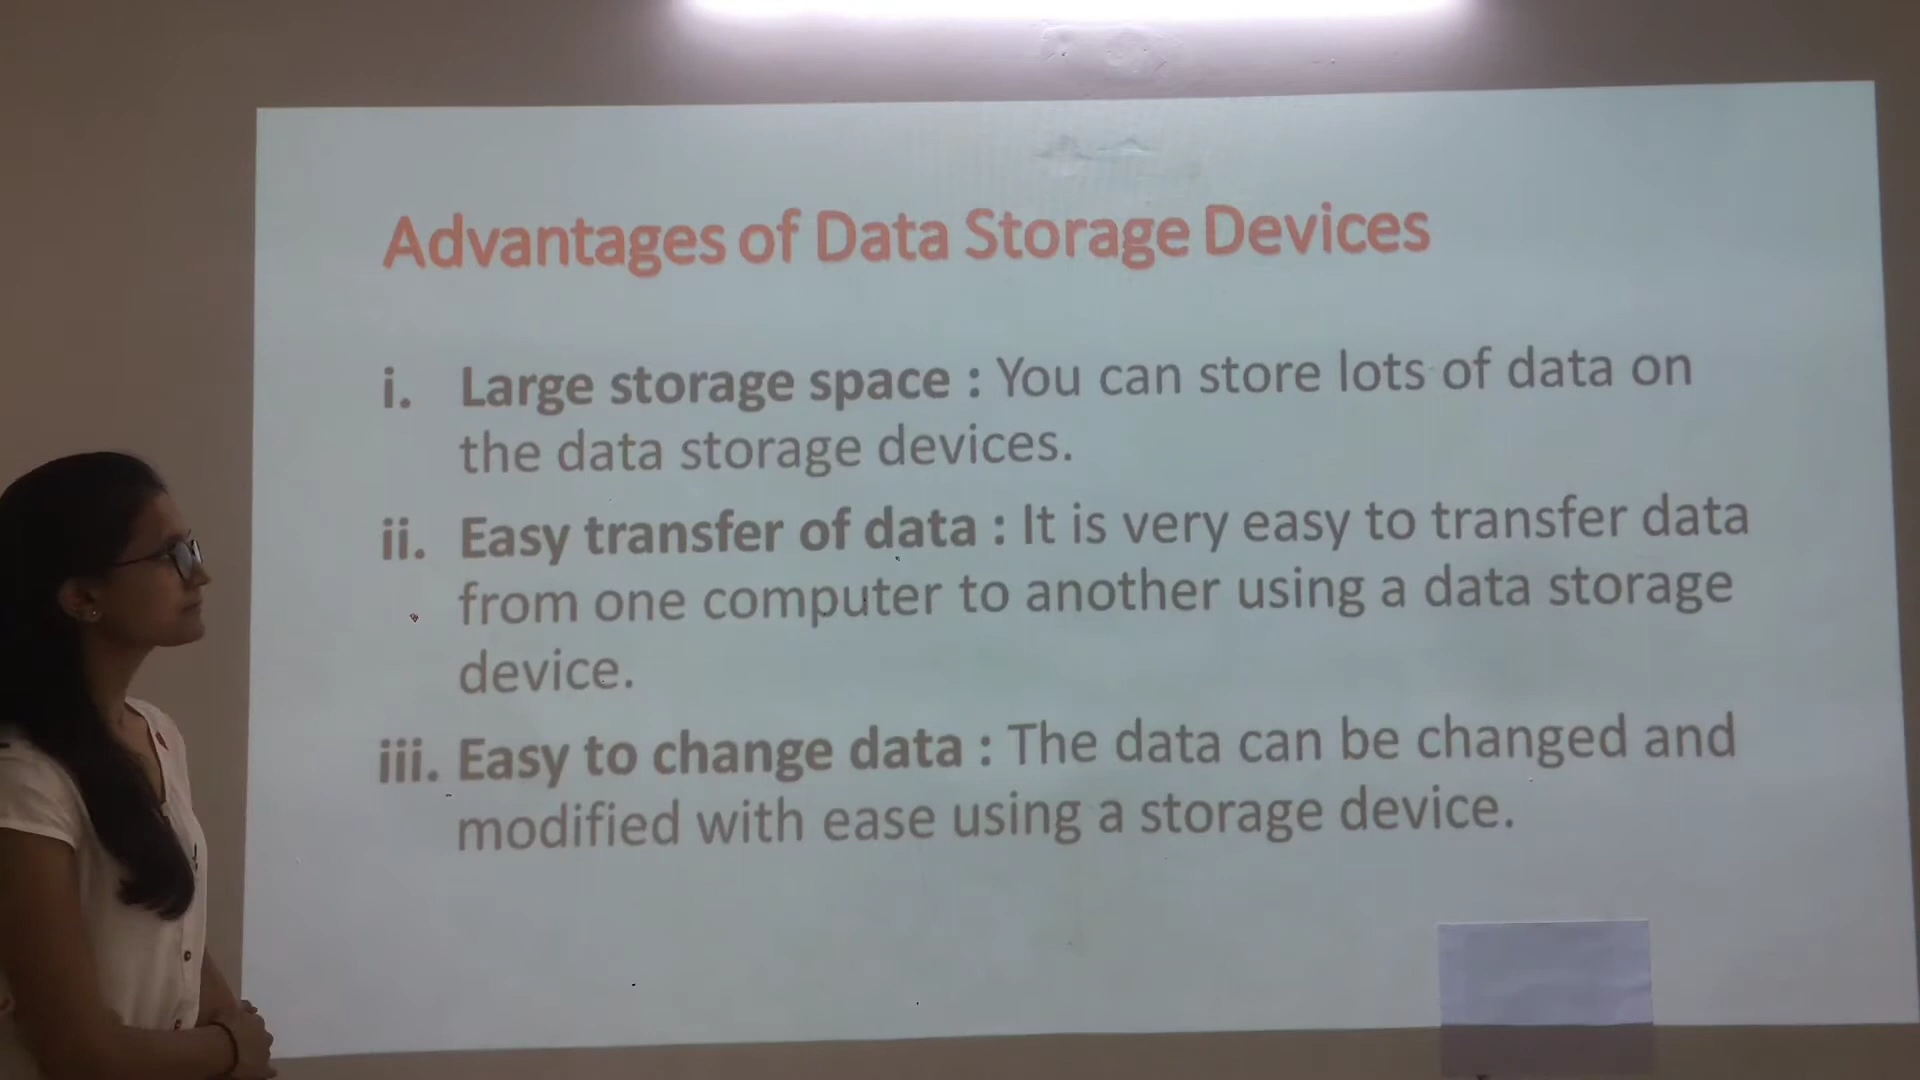 Advantages of Data Storage Devices
i. Large storage space : You can store lots of data on
the data storage devices.
ii. Easy transfer of data : It is very easy to transfer data
from one computer to another using a data storage
device.
iii. Easy to change data : The data can be changed and
modified with ease using a storage device.